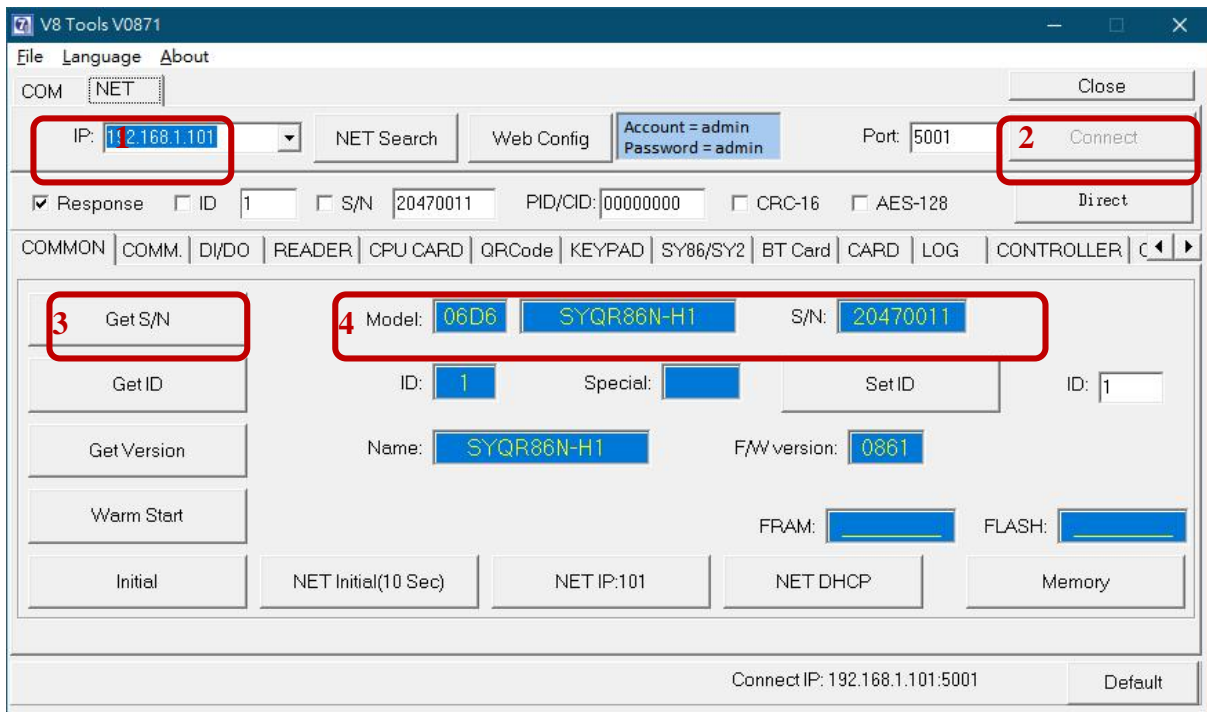 V8 Tools V0871
File Language About
COM NET Close
IP: 192.168.1.101 1 NET Search Web Config Account = admin Port: 5001 2 Connect
Password = admin
Response ID 1 S/N 20470011 PID/CID: 00000000 CRC-16 AES-128 Direct
COMMON COMM. DI/DO READER CPU CARD QRCode KEYPAD SY86/SY2 BT Card CARD LOG CONTROLLER
3 Get S/N 4 Model: 06D6 SYQR86N-H1 S/N: 20470011
Get ID ID: 1 Special: Set ID ID: 1
Get Version Name: SYQR86N-H1 F/W version: 0861
Warm Start FRAM: FLASH:
Initial NET Initial(10 Sec) NET IP:101 NET DHCP Memory
Connect IP: 192.168.1.101:5001 Default